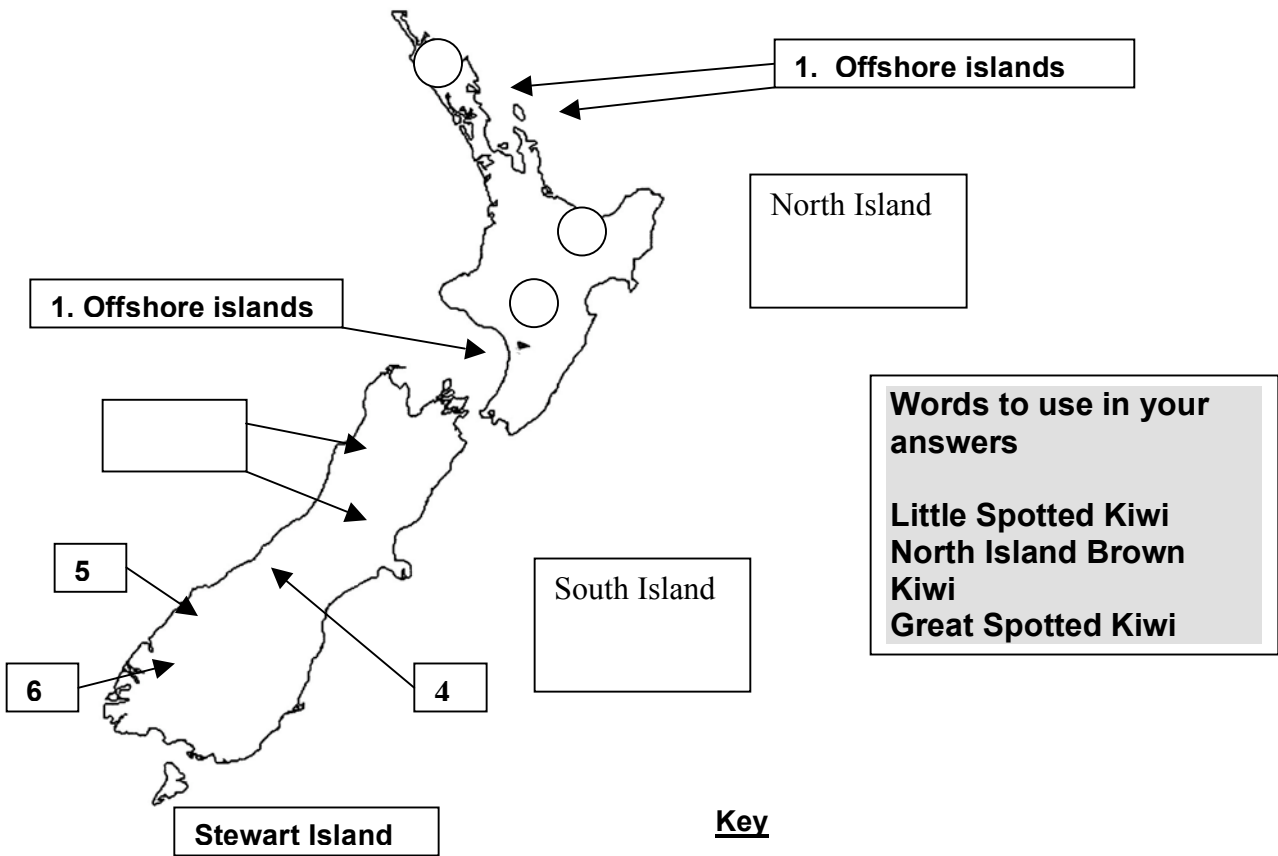 1. Offshore islands
North Island
1. Offshore islands
Words to use in your
answers
Little Spotted Kiwi
North Island Brown
Kiwi
Great Spotted Kiwi
5
South Island
6
4
Stewart Island
Key